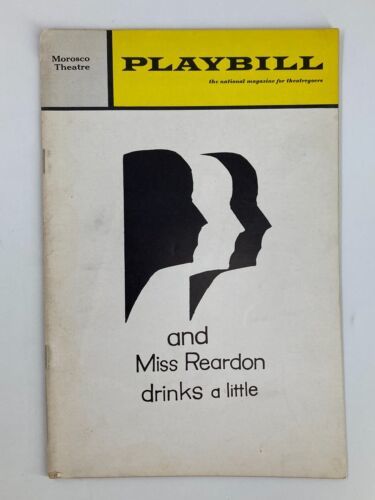 Morosco
Theatre
PLAYBILL
the national magazine for theatregoers
and
Miss Reardon
drinks a little